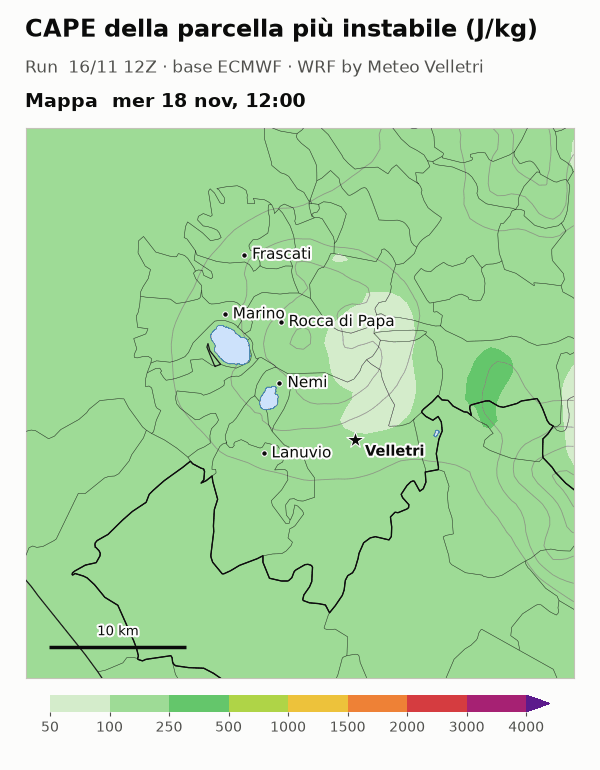 CAPE della parcella più instabile (J/kg)
Run  16/11 12Z · base ECMWF · WRF by Meteo Velletri
Mappa  mer 18 nov, 12:00
Frascati
Marino
Rocca di Papa
Nemi
Velletri
Lanuvio
10 km
50 100 250 500 1000 1500 2000 3000 4000